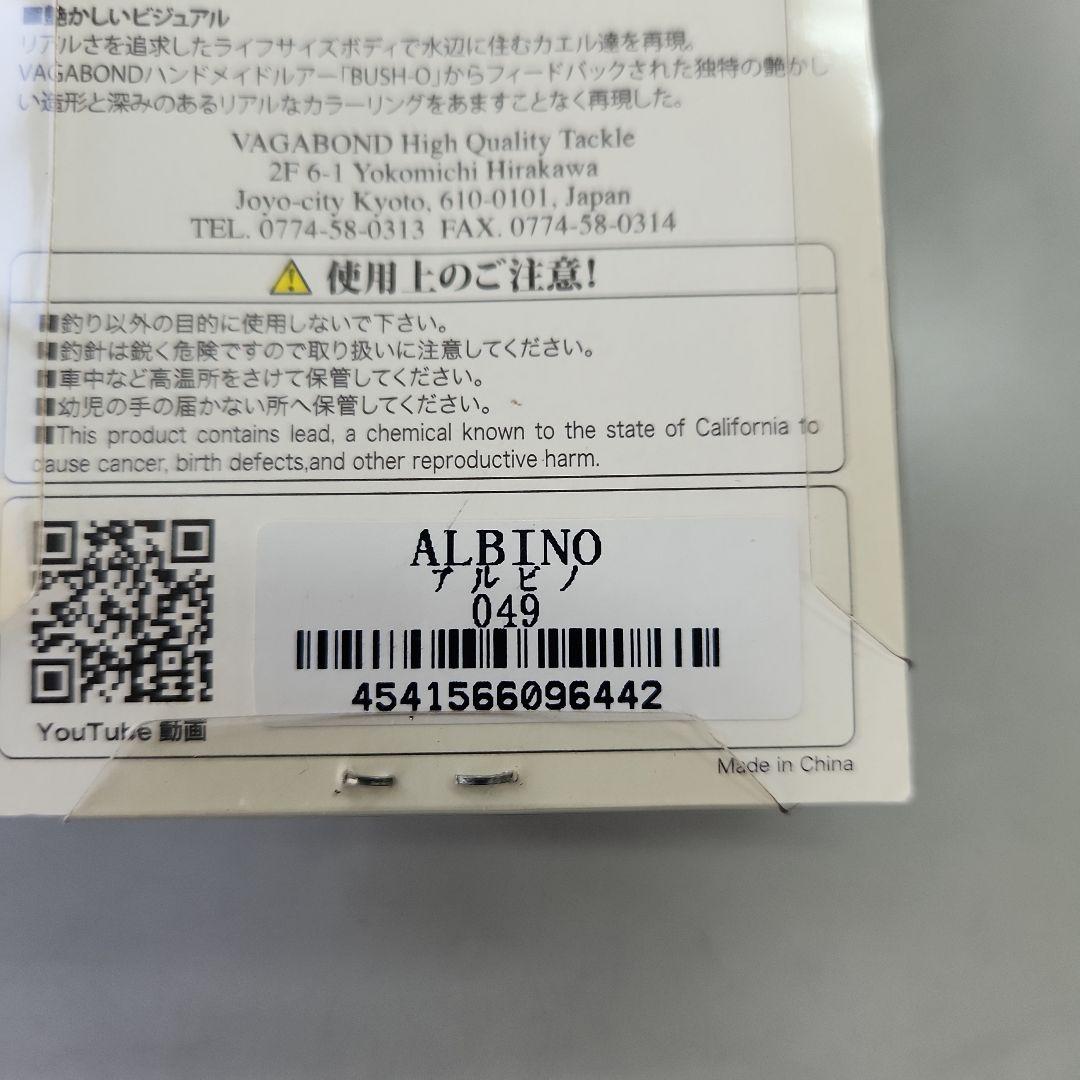 ■艶かしいビジュアル
リアルさを追求したライフサイズボディで水辺に住むカエル達を再現。
VAGABONDハンドメイドルアー「BUSH-O」からフィードバックされた独特の艶かし
い造形と深みのあるリアルなカラーリングをあますことなく再現した。
VAGABOND High Quality Tackle
2F 6-1 Yokomichi Hirakawa
Joyo-city Kyoto, 610-0101, Japan
TEL. 0774-58-0313 FAX. 0774-58-0314
使用上のご注意!
■釣り以外の目的に使用しないで下さい。
■釣針は鋭く危険ですので取り扱いに注意してください。
■車中など高温所をさけて保管してください。
■幼児の手の届かない所へ保管してください。
■This product contains lead, a chemical known to the state of California to
cause cancer, birth defects,and other reproductive harm.
ALBINO
アルビノ
049
4541566096442
YouTube 動画
Made in China